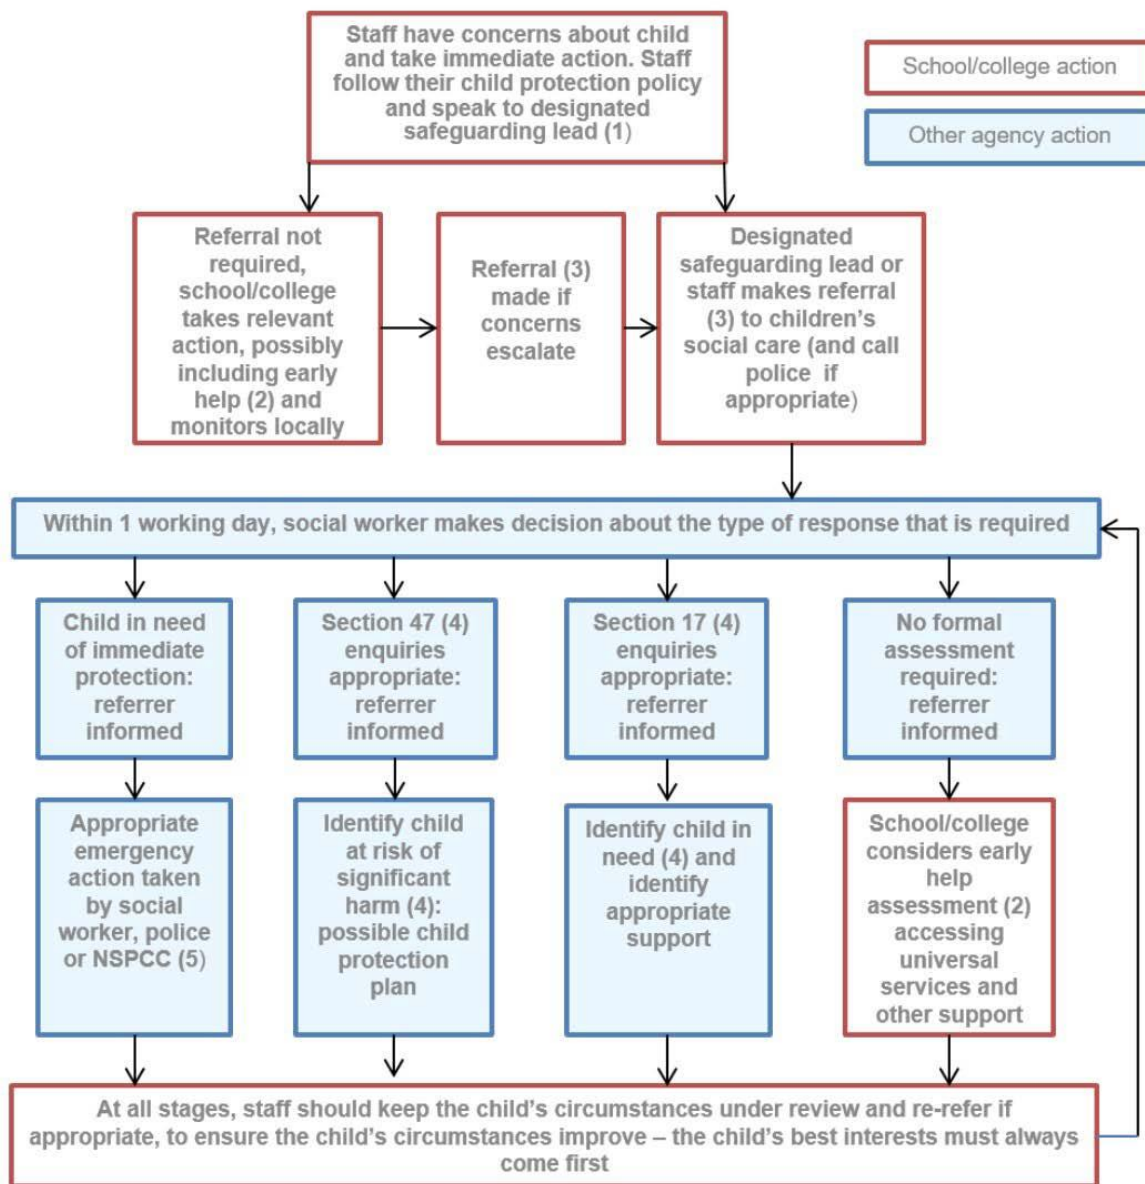 Staff have concerns about child
and take immediate action. Staff
follow their child protection policy
and speak to designated
safeguarding lead (1)
School/college action
Other agency action
Referral not
required,
school/college
takes relevant
action, possibly
including early
help (2) and
monitors locally
Referral (3)
made if
concerns
escalate
Designated
safeguarding lead or
staff makes referral
(3) to children's
social care (and call
police if
appropriate)
Within 1 working day, social worker makes decision about the type of response that is required
Child in need
of immediate
protection:
referrer
informed
Section 47 (4)
enquiries
appropriate:
referrer
informed
Section 17 (4)
enquiries
appropriate:
referrer
informed
No formal
assessment
required:
referrer
informed
Appropriate
emergency
action taken
by social
worker, police
or NSPCC (5)
Identify child
at risk of
significant
harm (4):
possible child
protection
plan
Identify child in
need (4) and
identify
appropriate
support
School/college
considers early
help
assessment (2)
accessing
universal
services and
other support
At all stages, staff should keep the child's circumstances under review and re-refer if
appropriate, to ensure the child's circumstances improve – the child's best interests must always
come first